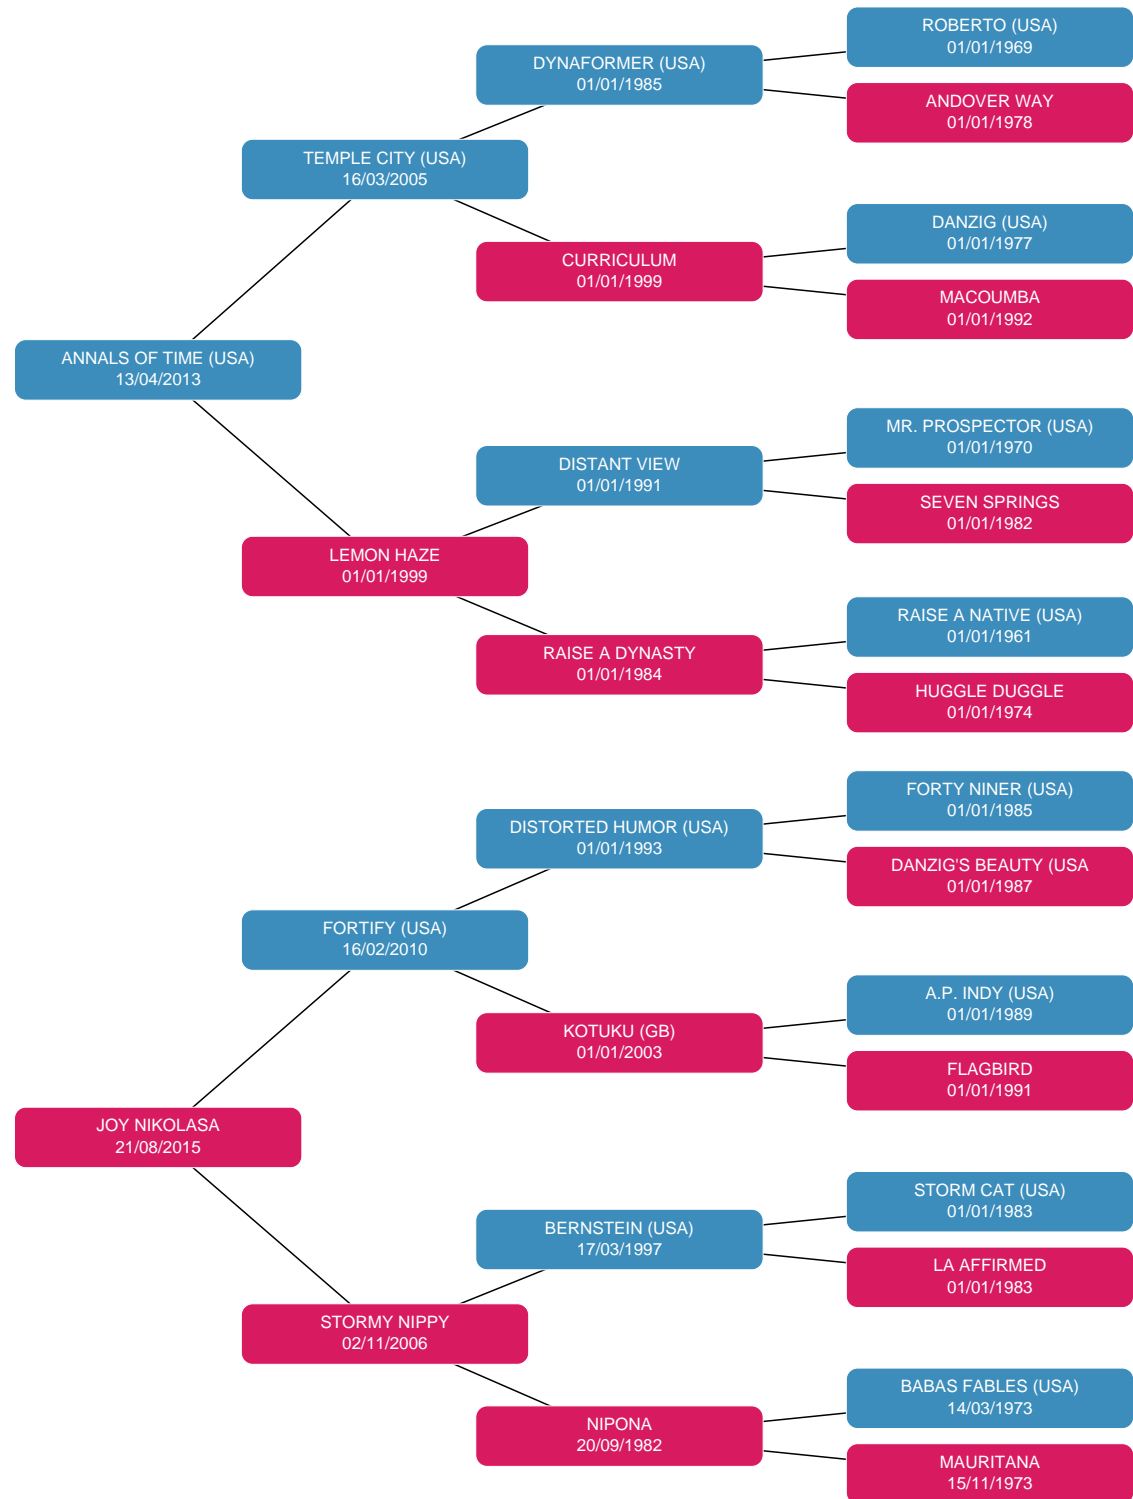 ROBERTO (USA)
01/01/1969
DYNAFORMER (USA)
01/01/1985
ANDOVER WAY
01/01/1978
TEMPLE CITY (USA)
16/03/2005
DANZIG (USA)
01/01/1977
CURRICULUM
01/01/1999
MACOUMBA
01/01/1992
ANNALS OF TIME (USA)
13/04/2013
MR. PROSPECTOR (USA)
01/01/1970
DISTANT VIEW
01/01/1991
SEVEN SPRINGS
01/01/1982
LEMON HAZE
01/01/1999
RAISE A NATIVE (USA)
01/01/1961
RAISE A DYNASTY
01/01/1984
HUGGLE DUGGLE
01/01/1974
FORTY NINER (USA)
01/01/1985
DISTORTED HUMOR (USA)
01/01/1993
DANZIG'S BEAUTY (USA
01/01/1987
FORTIFY (USA)
16/02/2010
A.P. INDY (USA)
01/01/1989
KOTUKU (GB)
01/01/2003
FLAGBIRD
01/01/1991
JOY NIKOLASA
21/08/2015
STORM CAT (USA)
01/01/1983
BERNSTEIN (USA)
17/03/1997
LA AFFIRMED
01/01/1983
STORMY NIPPY
02/11/2006
BABAS FABLES (USA)
14/03/1973
NIPONA
20/09/1982
MAURITANA
15/11/1973